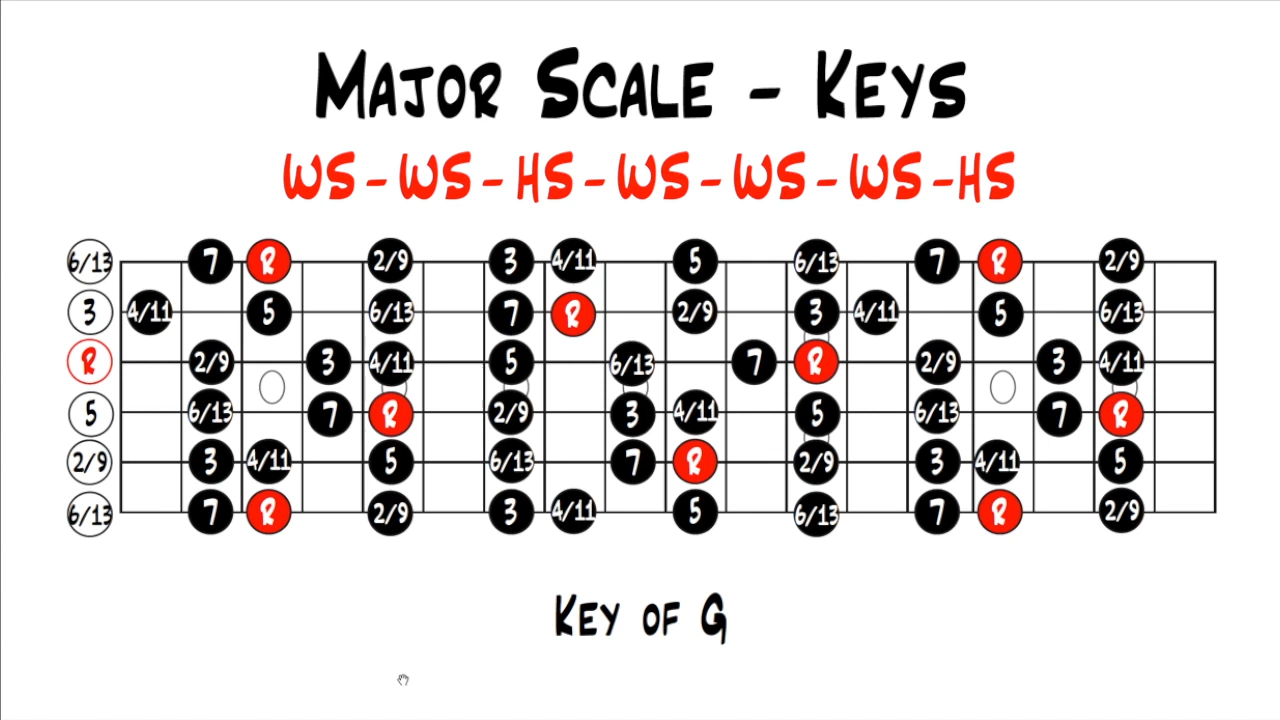 MAJOR SCALE - KEYS
WS-WS-HS-WS-WS-WS-HS
6/13 7 R 2/9 3 4/11 5 6/13 7 R 2/9
3 4/11 5 6/13 7 R 2/9 3 4/11 5 6/13
R 2/9 3 4/11 5 6/13 7 R 2/9 3 4/11
5 6/13 7 R 2/9 3 4/11 5 6/13 7 R
2/9 3 4/11 5 6/13 7 R 2/9 3 4/11 5
6/13 7 R 2/9 3 4/11 5 6/13 7 R 2/9
KEY OF G